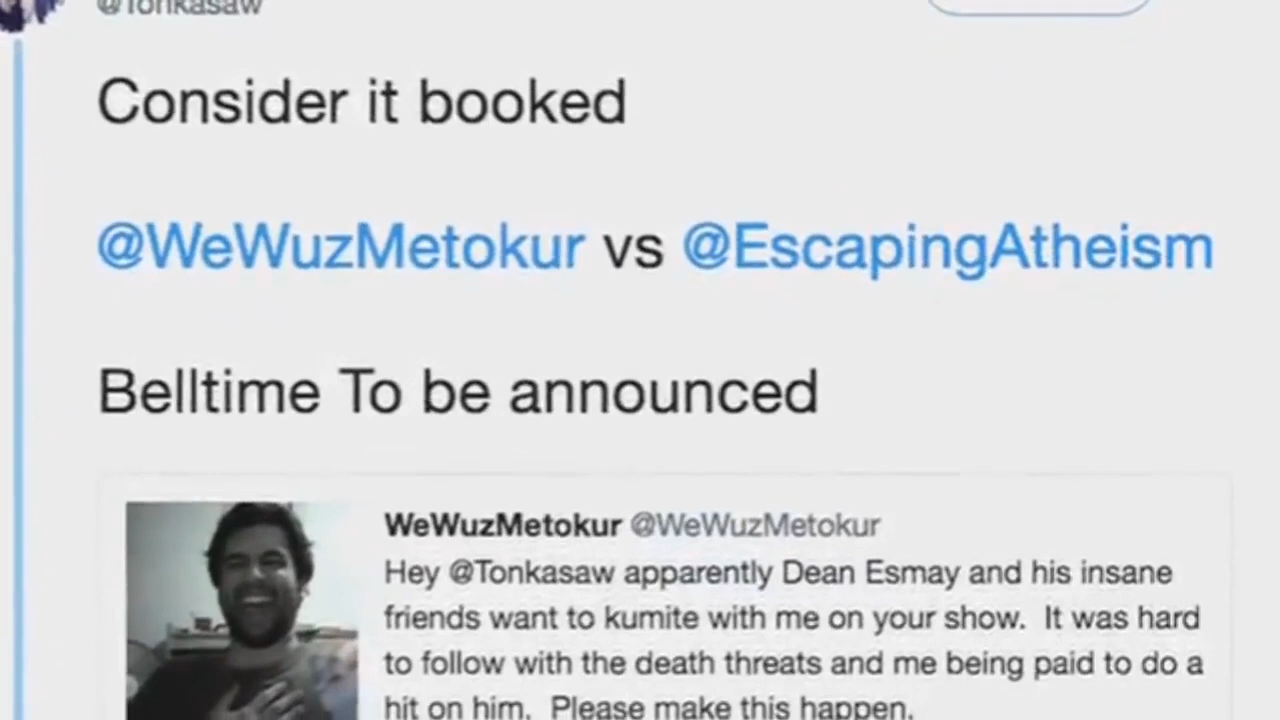 @Tonkasaw
Consider it booked
@WeWuzMetokur vs @EscapingAtheism
Belltime To be announced
WeWuzMetokur @WeWuzMetokur
Hey @Tonkasaw apparently Dean Esmay and his insane
friends want to kumite with me on your show. It was hard
to follow with the death threats and me being paid to do a
hit on him. Please make this happen.